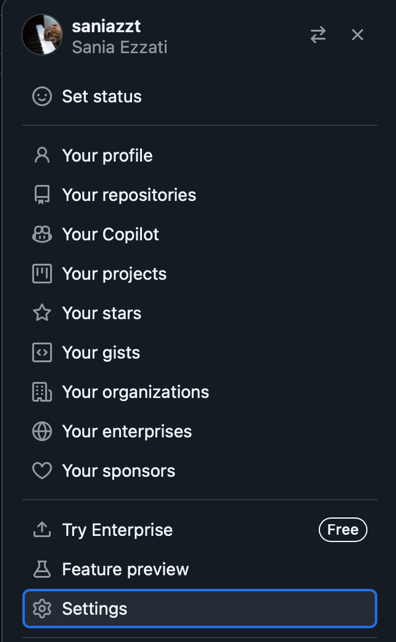 saniazzt
Sania Ezzati
Set status
Your profile
Your repositories
Your Copilot
Your projects
Your stars
Your gists
Your organizations
Your enterprises
Your sponsors
Try Enterprise Free
Feature preview
Settings